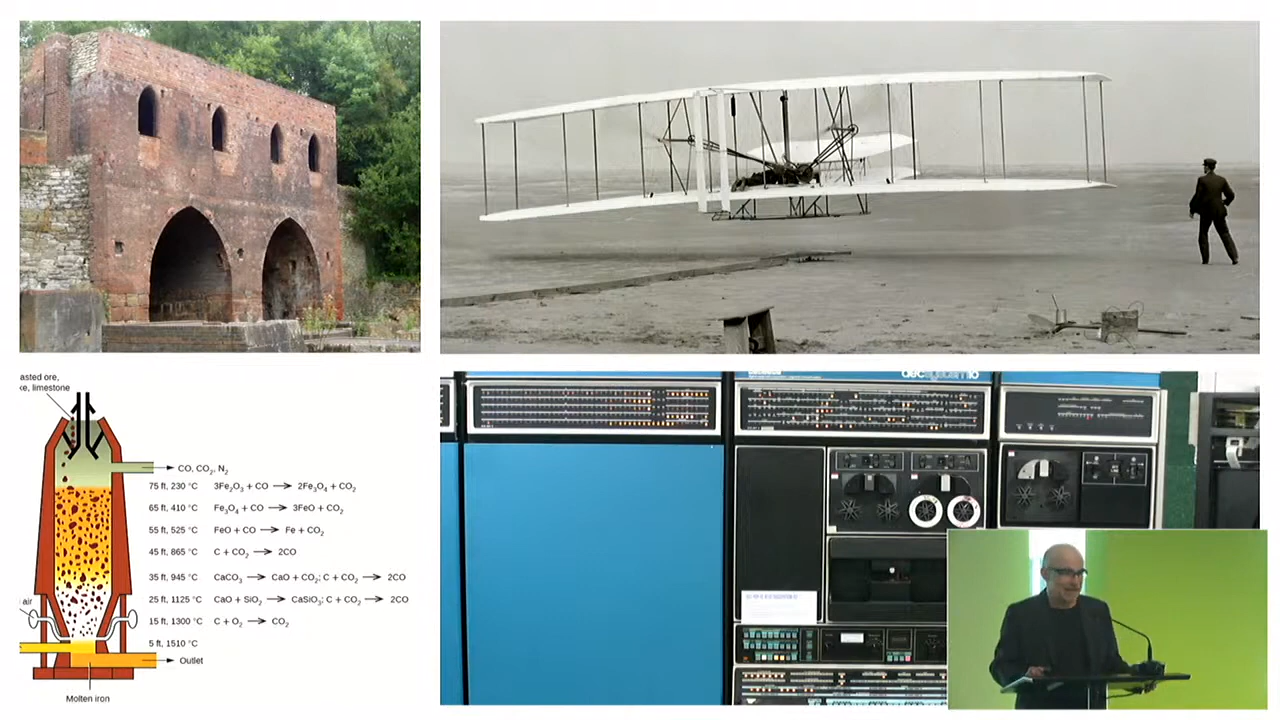 asted ore,
ke, limestone
CO, CO₂, N₂
75 ft, 230 °C 3Fe₂O₃ + CO → 2Fe₃O₄ + CO₂
65 ft, 410 °C Fe₃O₄ + CO → 3FeO + CO₂
55 ft, 525 °C FeO + CO → Fe + CO₂
45 ft, 865 °C C + CO₂ → 2CO
35 ft, 945 °C CaCO₃ → CaO + CO₂; C + CO₂ → 2CO
25 ft, 1125 °C CaO + SiO₂ → CaSiO₃; C + CO₂ → 2CO
air
15 ft, 1300 °C C + O₂ → CO₂
5 ft, 1510 °C
Outlet
Molten iron
decsystem10